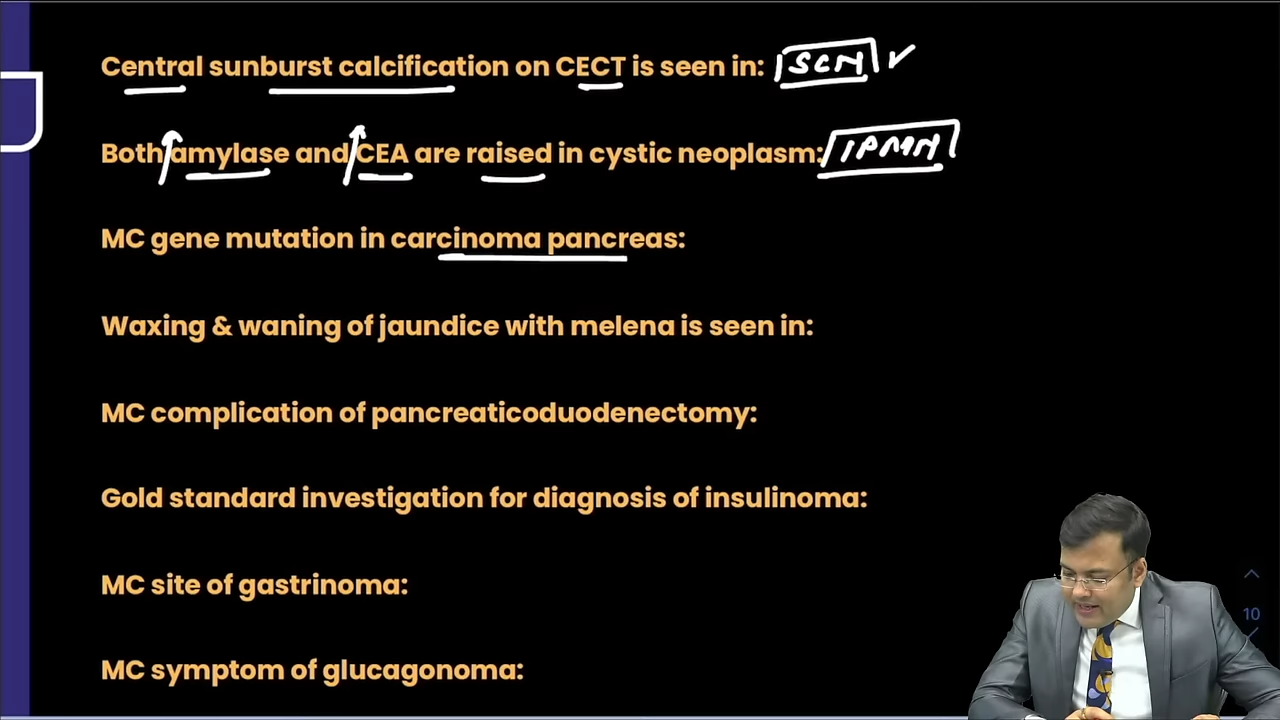 Central sunburst calcification on CECT is seen in: SCN
Both amylase and CEA are raised in cystic neoplasm: IPMN
MC gene mutation in carcinoma pancreas:
Waxing & waning of jaundice with melena is seen in:
MC complication of pancreaticoduodenectomy:
Gold standard investigation for diagnosis of insulinoma:
MC site of gastrinoma:
10
MC symptom of glucagonoma: